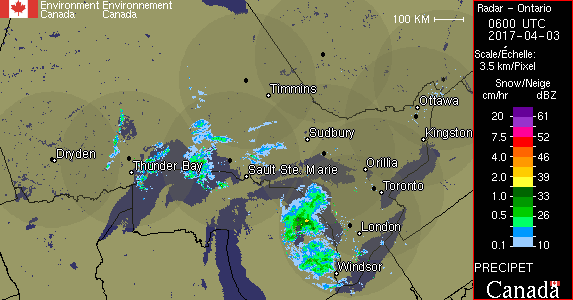 Environment Environnement
Canada Canada
100 KM
Timmins
Ottawa
Sudbury
Kingston
Dryden
Thunder Bay
Sault Ste. Marie
Orillia
Toronto
London
Windsor
Radar - Ontario
0600 UTC
2017-04-03
Scale/Échelle:
3.5 km/Pixel
Snow/Neige
cm/hr dBZ
20 61
7.5 57
4.0 46
2.0 39
1.0 33
0.5 26
0.1 10
PRECIPET
Canada